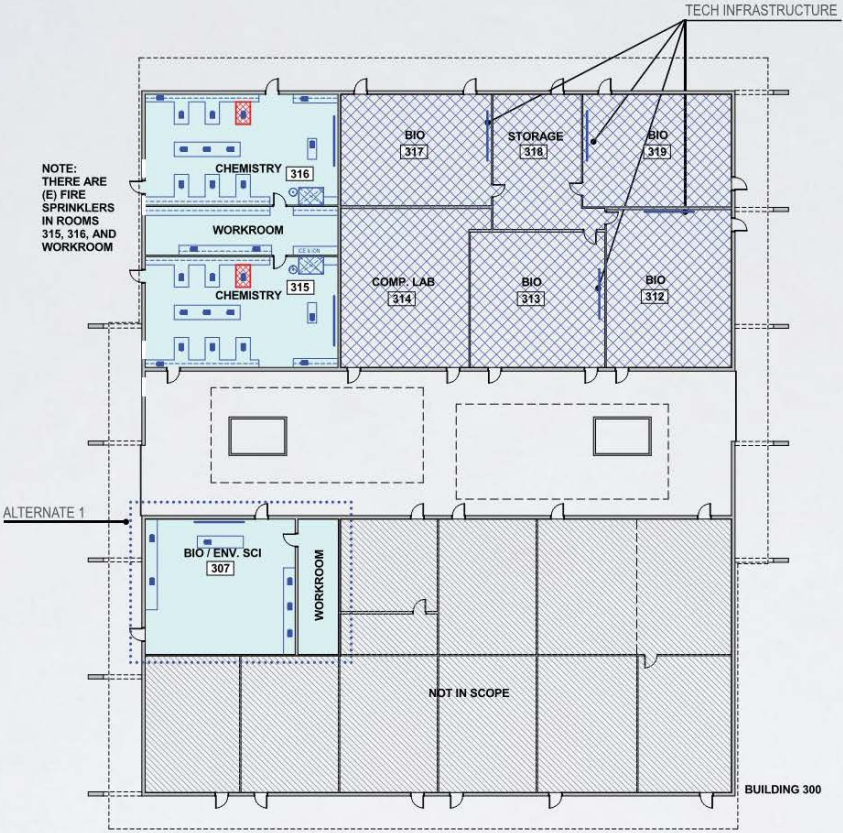 TECH INFRASTRUCTURE
NOTE:
THERE ARE
(E) FIRE
SPRINKLERS
IN ROOMS
315, 316, AND
WORKROOM
CHEMISTRY 316
WORKROOM
CHEMISTRY 315
BIO
317
STORAGE
318
BIO
319
COMP. LAB
314
BIO
313
BIO
312
ALTERNATE 1
BIO / ENV. SCI
307
WORKROOM
NOT IN SCOPE
BUILDING 300